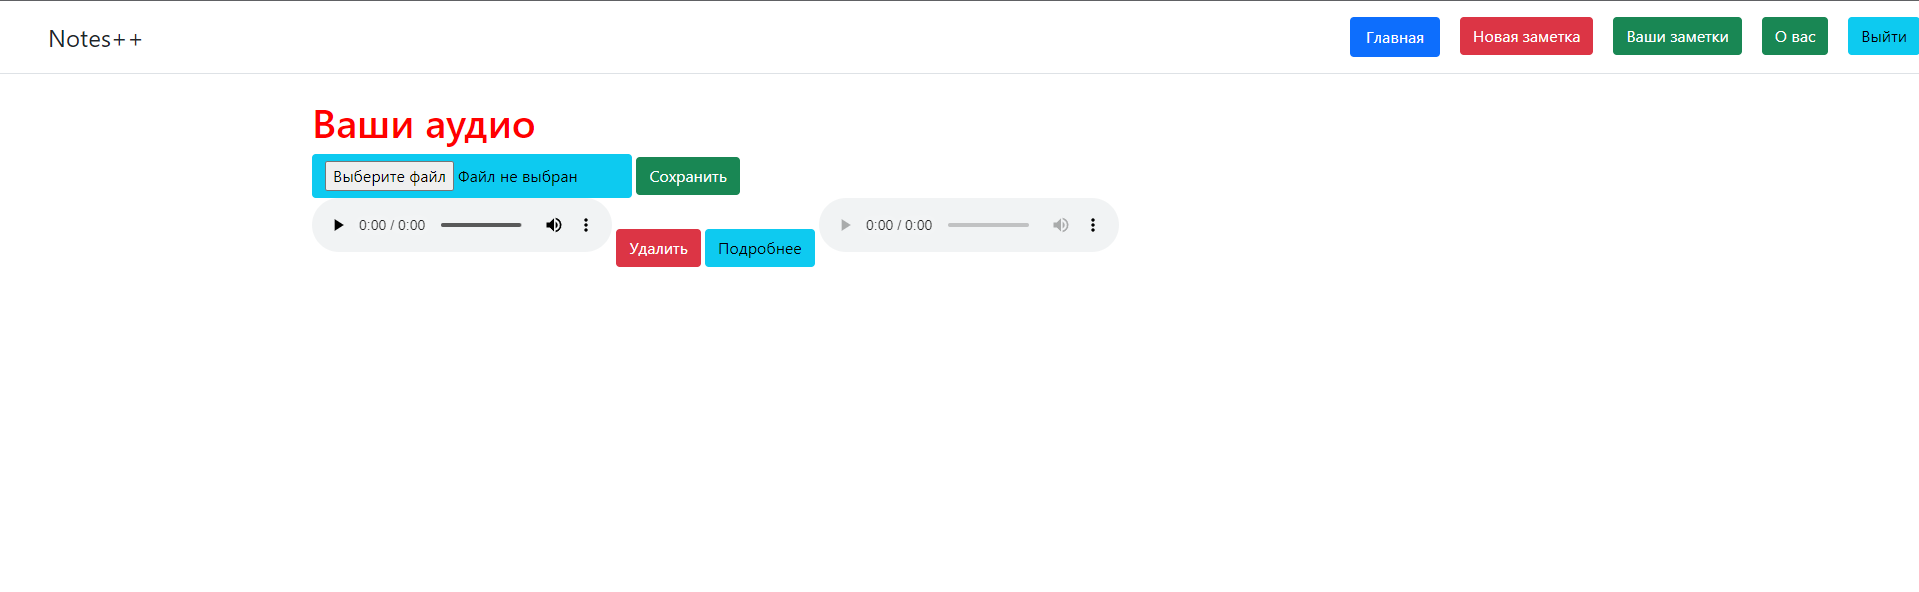 Notes++ Главная Новая заметка Ваши заметки О вас Выйти
Ваши аудио
Выберите файл Файл не выбран Сохранить
0:00 / 0:00 0:00 / 0:00
Удалить Подробнее